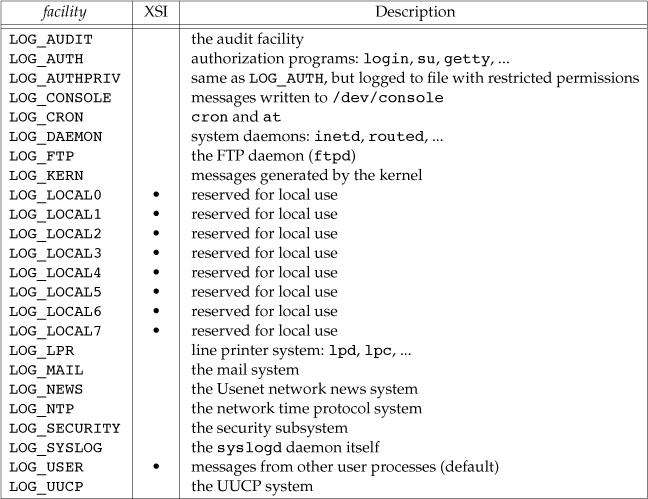 facility XSI Description
LOG_AUDIT the audit facility
LOG_AUTH authorization programs: login, su, getty, ...
LOG_AUTHPRIV same as LOG_AUTH, but logged to file with restricted permissions
LOG_CONSOLE messages written to /dev/console
LOG_CRON cron and at
LOG_DAEMON system daemons: inetd, routed, ...
LOG_FTP the FTP daemon (ftpd)
LOG_KERN messages generated by the kernel
LOG_LOCAL0 • reserved for local use
LOG_LOCAL1 • reserved for local use
LOG_LOCAL2 • reserved for local use
LOG_LOCAL3 • reserved for local use
LOG_LOCAL4 • reserved for local use
LOG_LOCAL5 • reserved for local use
LOG_LOCAL6 • reserved for local use
LOG_LOCAL7 • reserved for local use
LOG_LPR line printer system: lpd, lpc, ...
LOG_MAIL the mail system
LOG_NEWS the Usenet network news system
LOG_NTP the network time protocol system
LOG_SECURITY the security subsystem
LOG_SYSLOG the syslogd daemon itself
LOG_USER • messages from other user processes (default)
LOG_UUCP the UUCP system